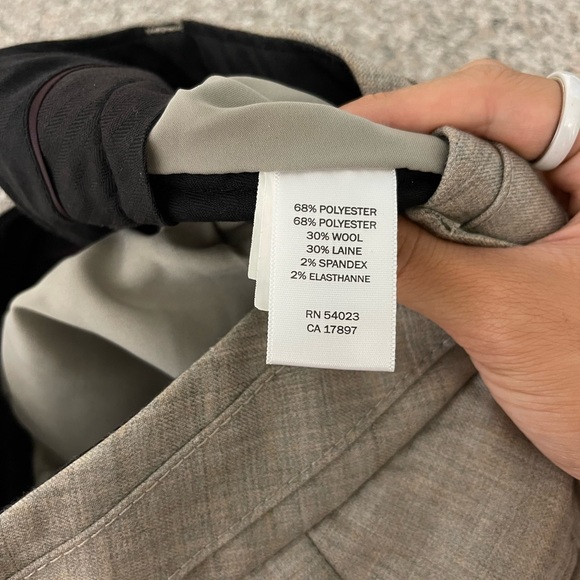 68% POLYESTER
68% POLYESTER
30% WOOL
30% LAINE
2% SPANDEX
2% ELASTHANNE
RN 54023
CA 17897